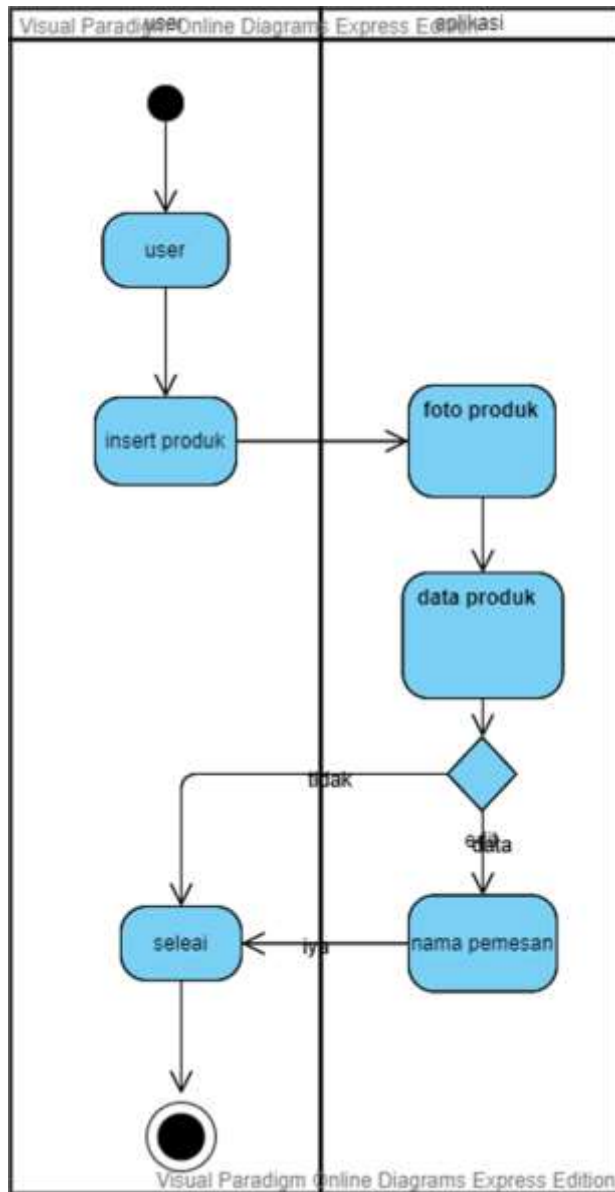 Visual Paradigm Online Diagrams Express Edition
user
aplikasi
user
insert produk
foto produk
data produk
tidak
data
seleai
iya
nama pemesan
Visual Paradigm Online Diagrams Express Edition